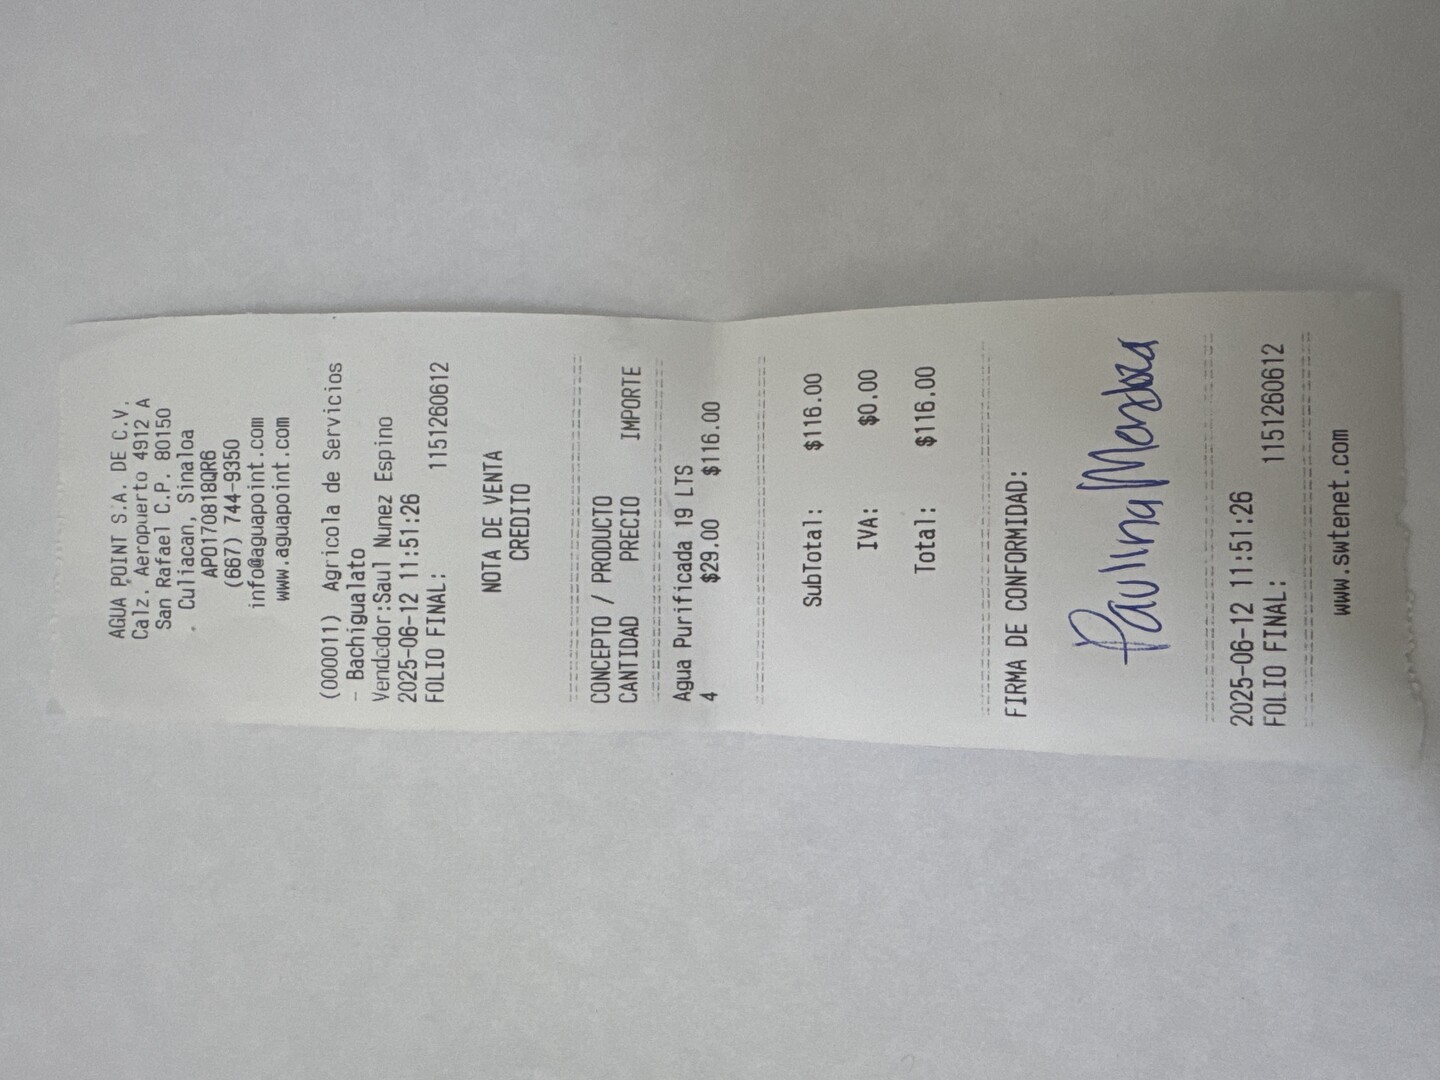 AGUA POINT S.A. DE C.V.
Calz. Aeropuerto 4912 A
San Rafael C.P. 80150
. Culiacan, Sinaloa
APO170818QR6
(667) 744-9350
info@aguapoint.com
www.aguapoint.com
(000011) Agricola de Servicios
- Bachigualato
Vendedor:Saul Nunez Espino
2025-06-12 11:51:26
FOLIO FINAL: 1151260612
NOTA DE VENTA
CREDITO
CONCEPTO / PRODUCTO
CANTIDAD PRECIO IMPORTE
Agua Purificada 19 LTS
4 $29.00 $116.00
SubTotal: $116.00
IVA: $0.00
Total: $116.00
FIRMA DE CONFORMIDAD:
Paulina Mendoza
2025-06-12 11:51:26
FOLIO FINAL: 1151260612
www.swtenet.com